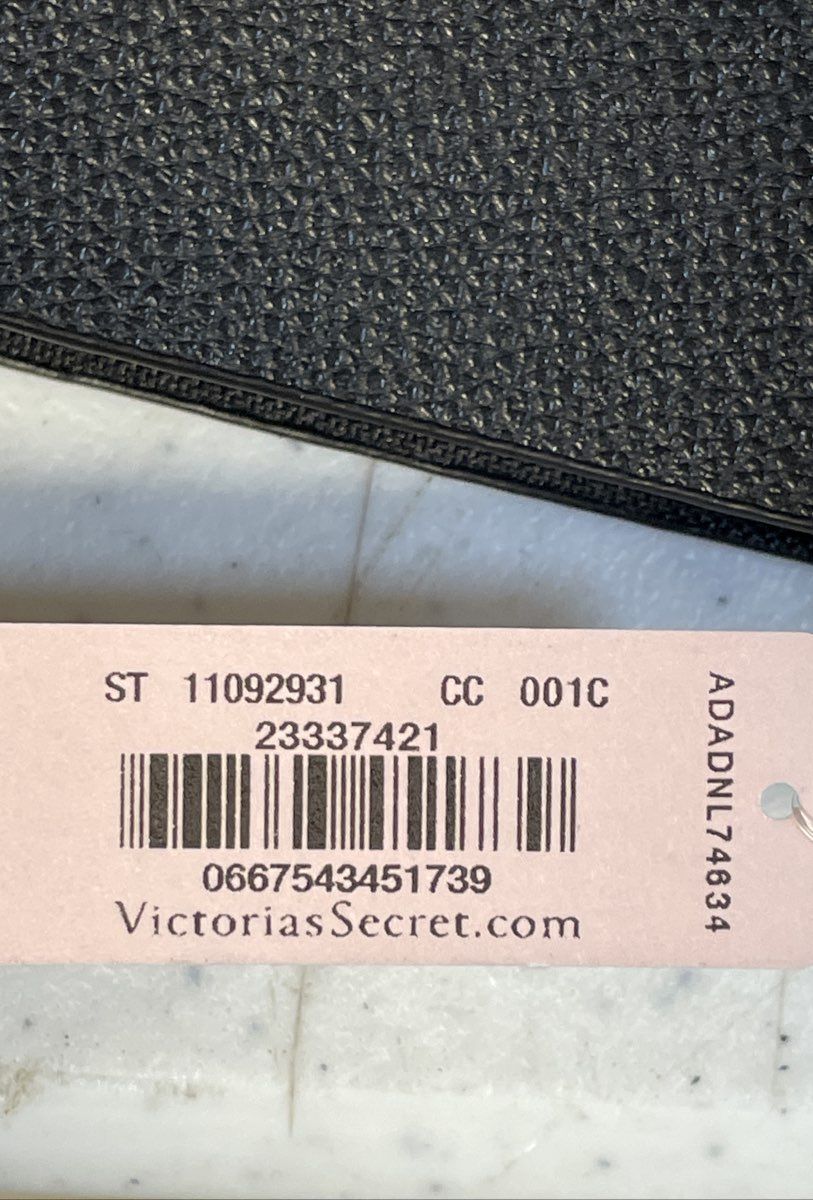 ST 11092931 CC 001C
23337421
0667543451739
VictoriasSecret.com
ADADNL74634